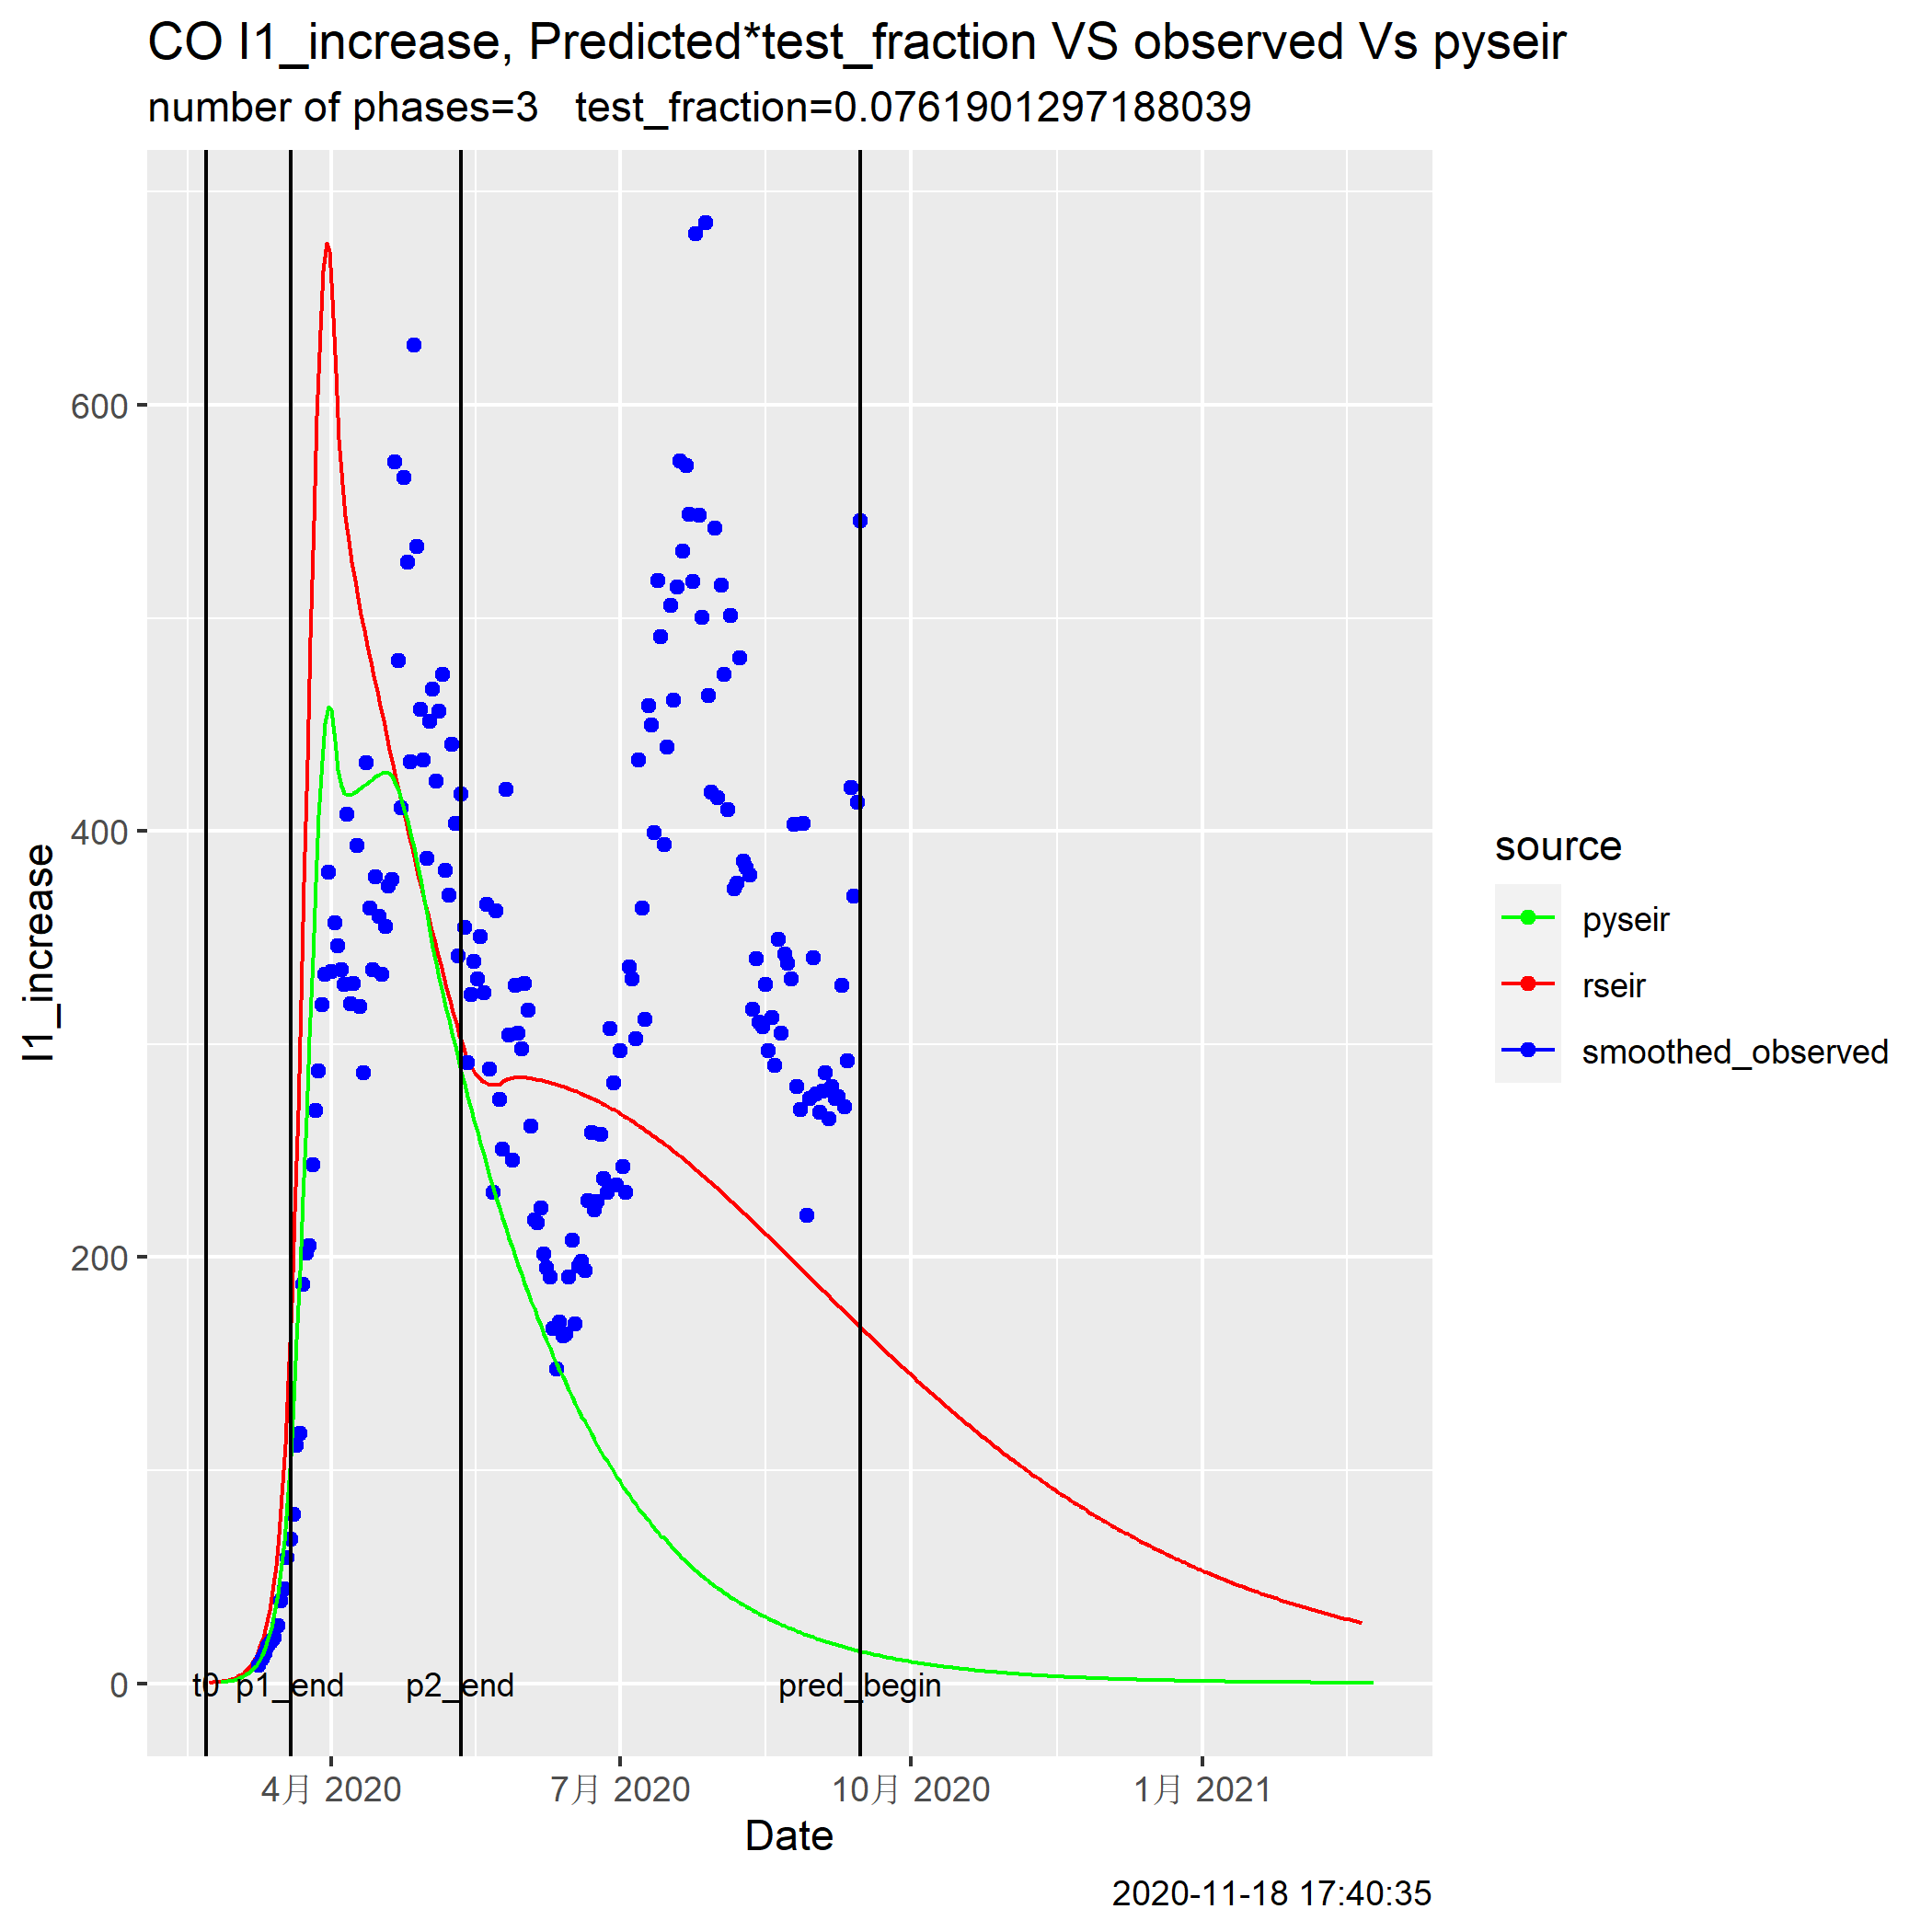 CO I1_increase, Predicted*test_fraction VS observed Vs pyseir
number of phases=3 test_fraction=0.0761901297188039
I1_increase
600
400
200
0
t0 p1_end p2_end pred_begin
4月 2020 7月 2020 10月 2020 1月 2021
Date
source
pyseir
rseir
smoothed_observed
2020-11-18 17:40:35